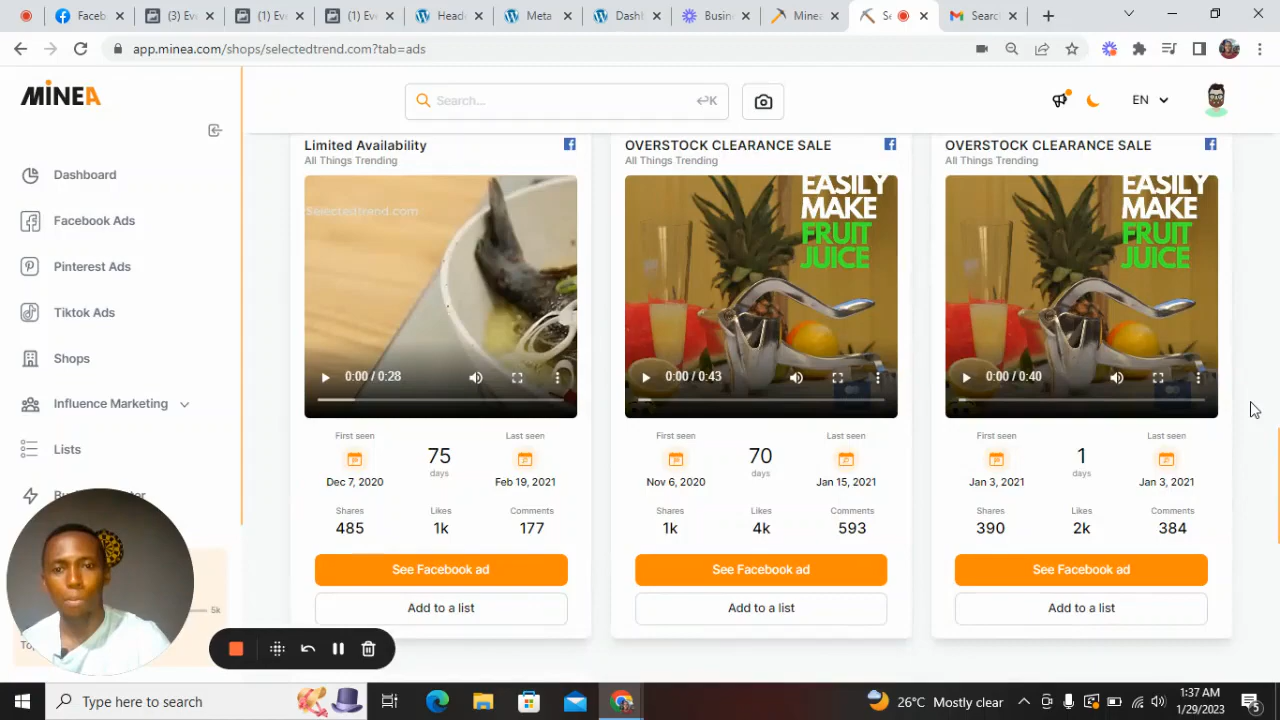 Faceb
(3) Ev
(1) Ev
(1) Ev
Head
Meta
Dash
Busin
Minea
Se
Search
app.minea.com/shops/selectedtrend.com?tab=ads
MINEA
Search...
K
EN
Dashboard
Facebook Ads
Pinterest Ads
Tiktok Ads
Shops
Influence Marketing
Lists
5k
Limited Availability
All Things Trending
Selectedtrend.com
0:00 / 0:28
First seen
Last seen
75
days
Dec 7, 2020
Feb 19, 2021
Shares
Likes
Comments
485
1k
177
See Facebook ad
Add to a list
OVERSTOCK CLEARANCE SALE
All Things Trending
EASILY
MAKE
FRUIT
JUICE
0:00 / 0:43
First seen
Last seen
70
days
Nov 6, 2020
Jan 15, 2021
Shares
Likes
Comments
1k
4k
593
See Facebook ad
Add to a list
OVERSTOCK CLEARANCE SALE
All Things Trending
EASILY
MAKE
FRUIT
JUICE
0:00 / 0:40
First seen
Last seen
1
days
Jan 3, 2021
Jan 3, 2021
Shares
Likes
Comments
390
2k
384
See Facebook ad
Add to a list
Type here to search
26°C Mostly clear
1:37 AM
1/29/2023
5